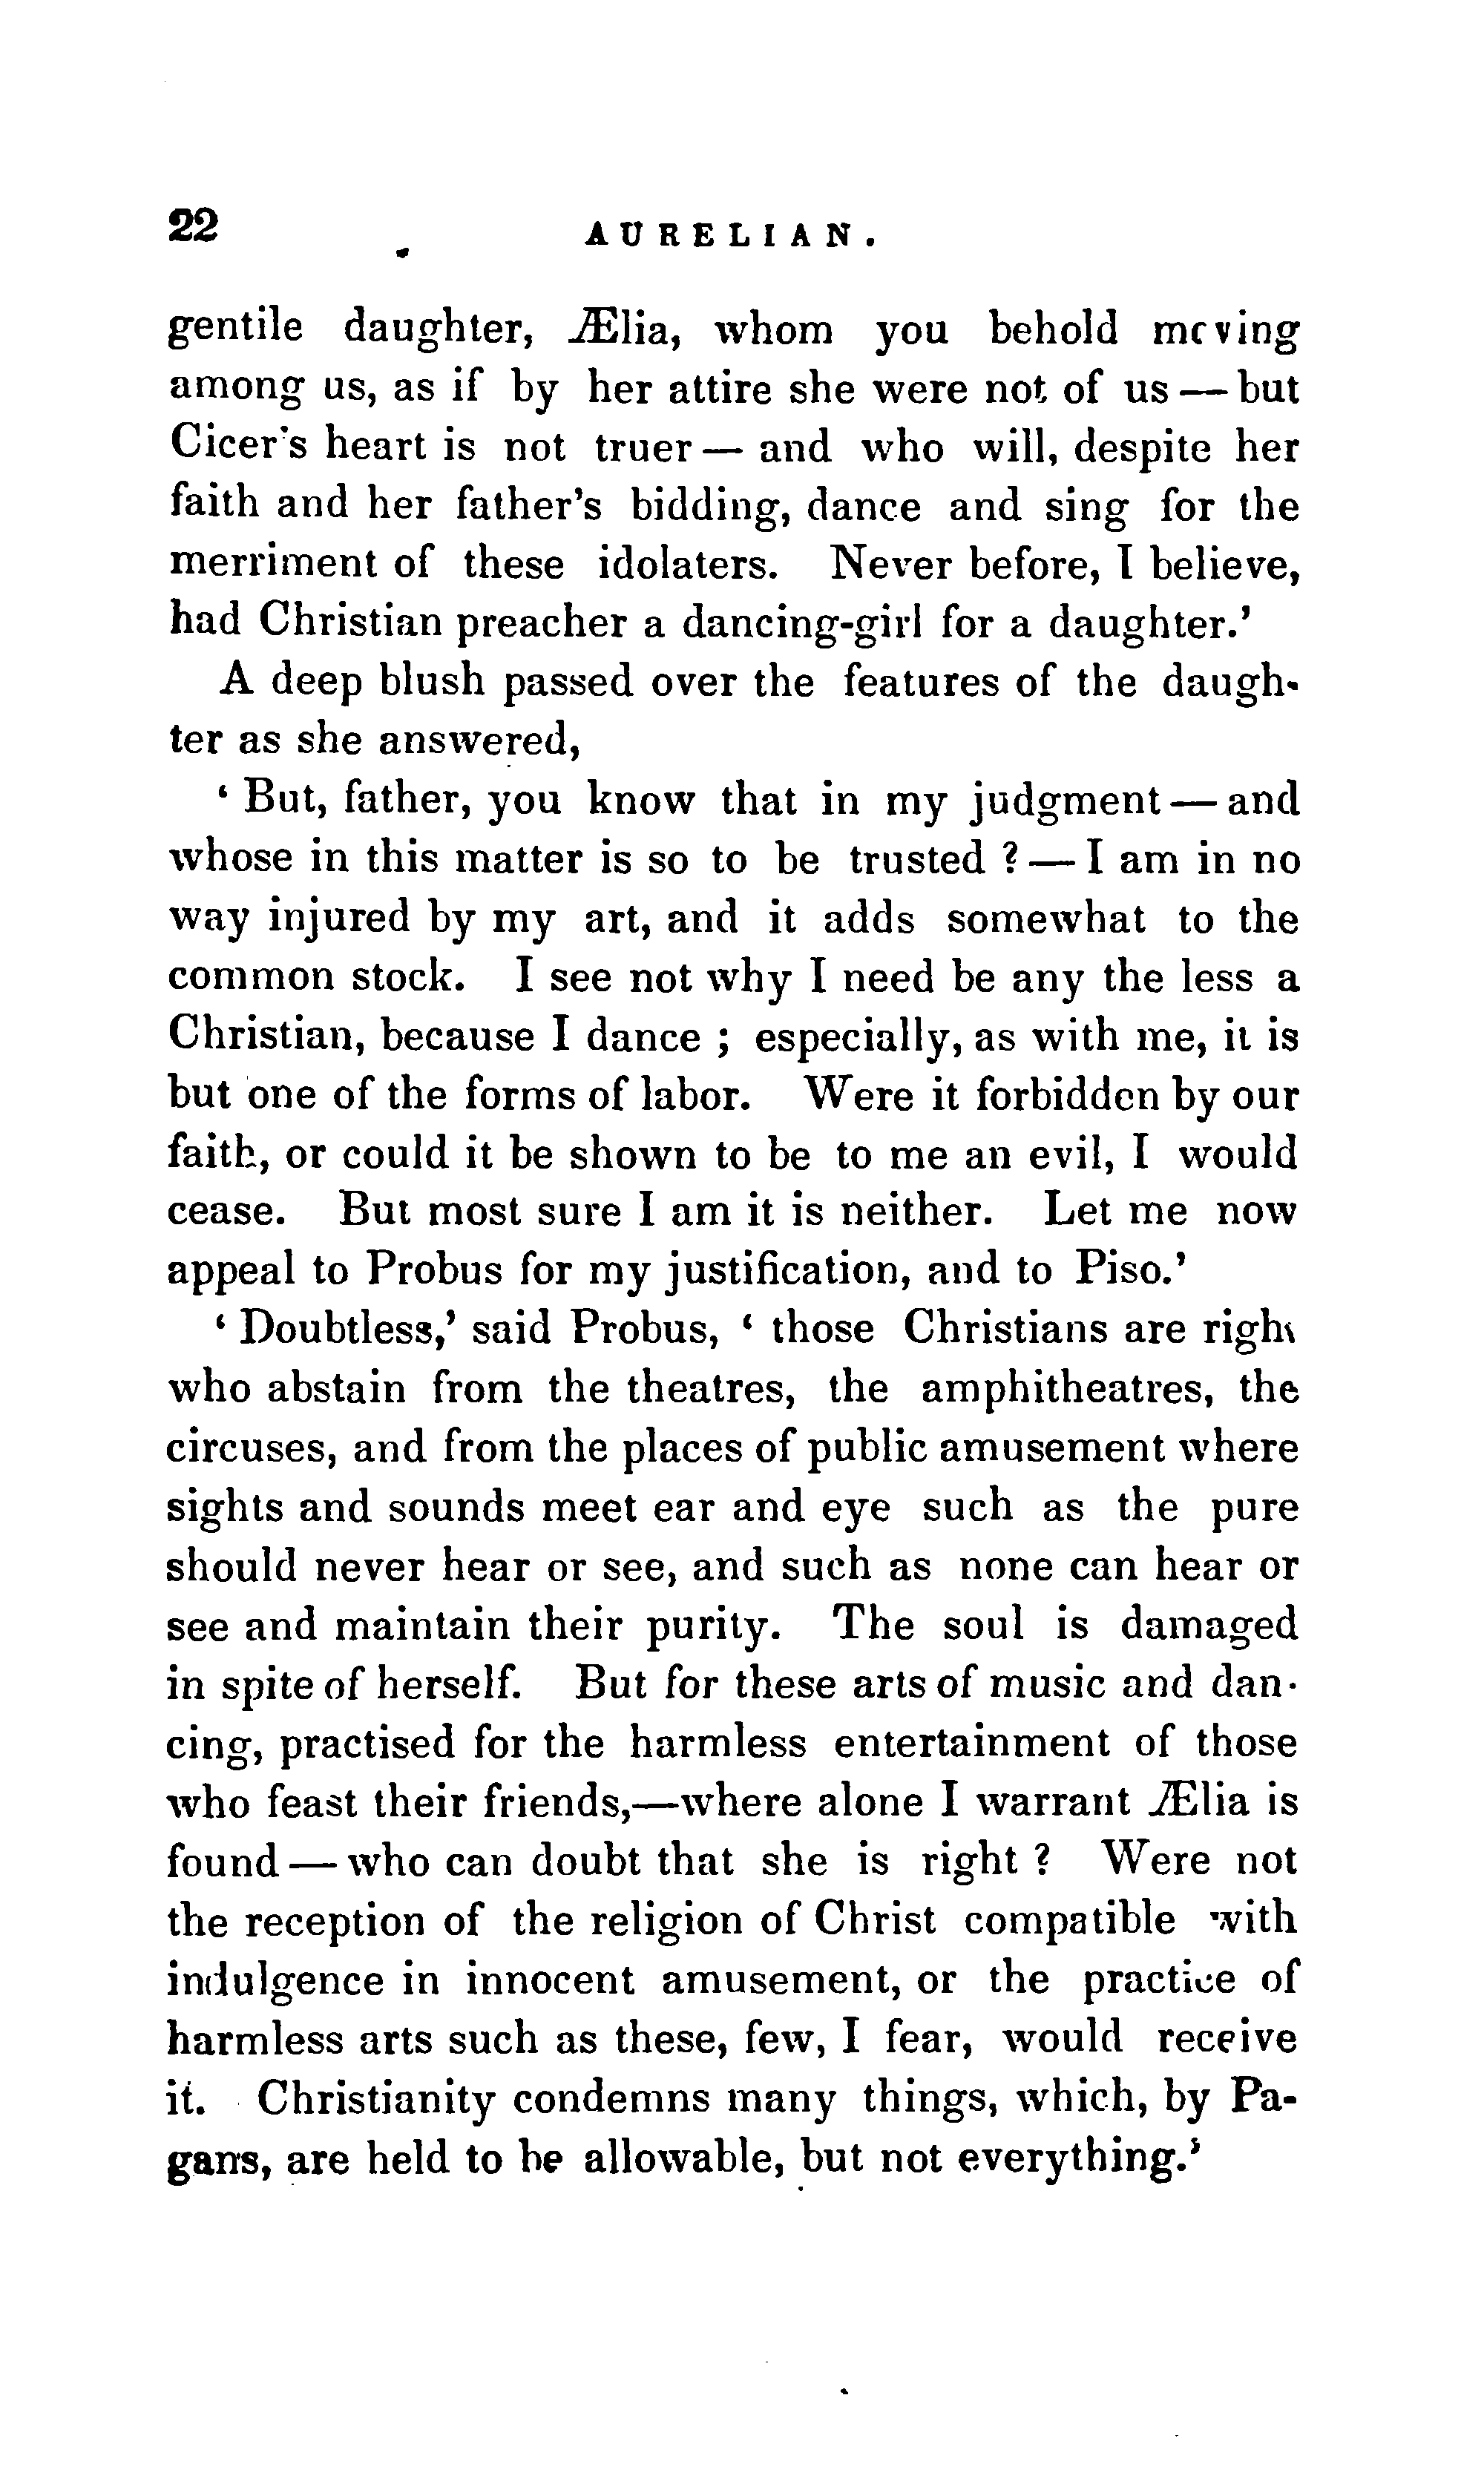 22 AURELIAN.
gentile daughter, Ælia, whom you behold moving
among us, as if by her attire she were not of us — but
Cicer's heart is not truer — and who will, despite her
faith and her father's bidding, dance and sing for the
merriment of these idolaters. Never before, I believe,
had Christian preacher a dancing-girl for a daughter.'
A deep blush passed over the features of the daugh-
ter as she answered,
‘ But, father, you know that in my judgment — and
whose in this matter is so to be trusted ? — I am in no
way injured by my art, and it adds somewhat to the
common stock. I see not why I need be any the less a
Christian, because I dance ; especially, as with me, it is
but one of the forms of labor. Were it forbidden by our
faith, or could it be shown to be to me an evil, I would
cease. But most sure I am it is neither. Let me now
appeal to Probus for my justification, and to Piso.’
‘ Doubtless,’ said Probus, ‘ those Christians are right
who abstain from the theatres, the amphitheatres, the
circuses, and from the places of public amusement where
sights and sounds meet ear and eye such as the pure
should never hear or see, and such as none can hear or
see and maintain their purity. The soul is damaged
in spite of herself. But for these arts of music and dan-
cing, practised for the harmless entertainment of those
who feast their friends,—where alone I warrant Ælia is
found — who can doubt that she is right ? Were not
the reception of the religion of Christ compatible with
indulgence in innocent amusement, or the practice of
harmless arts such as these, few, I fear, would receive
it. Christianity condemns many things, which, by Pa-
gans, are held to be allowable, but not everything.’